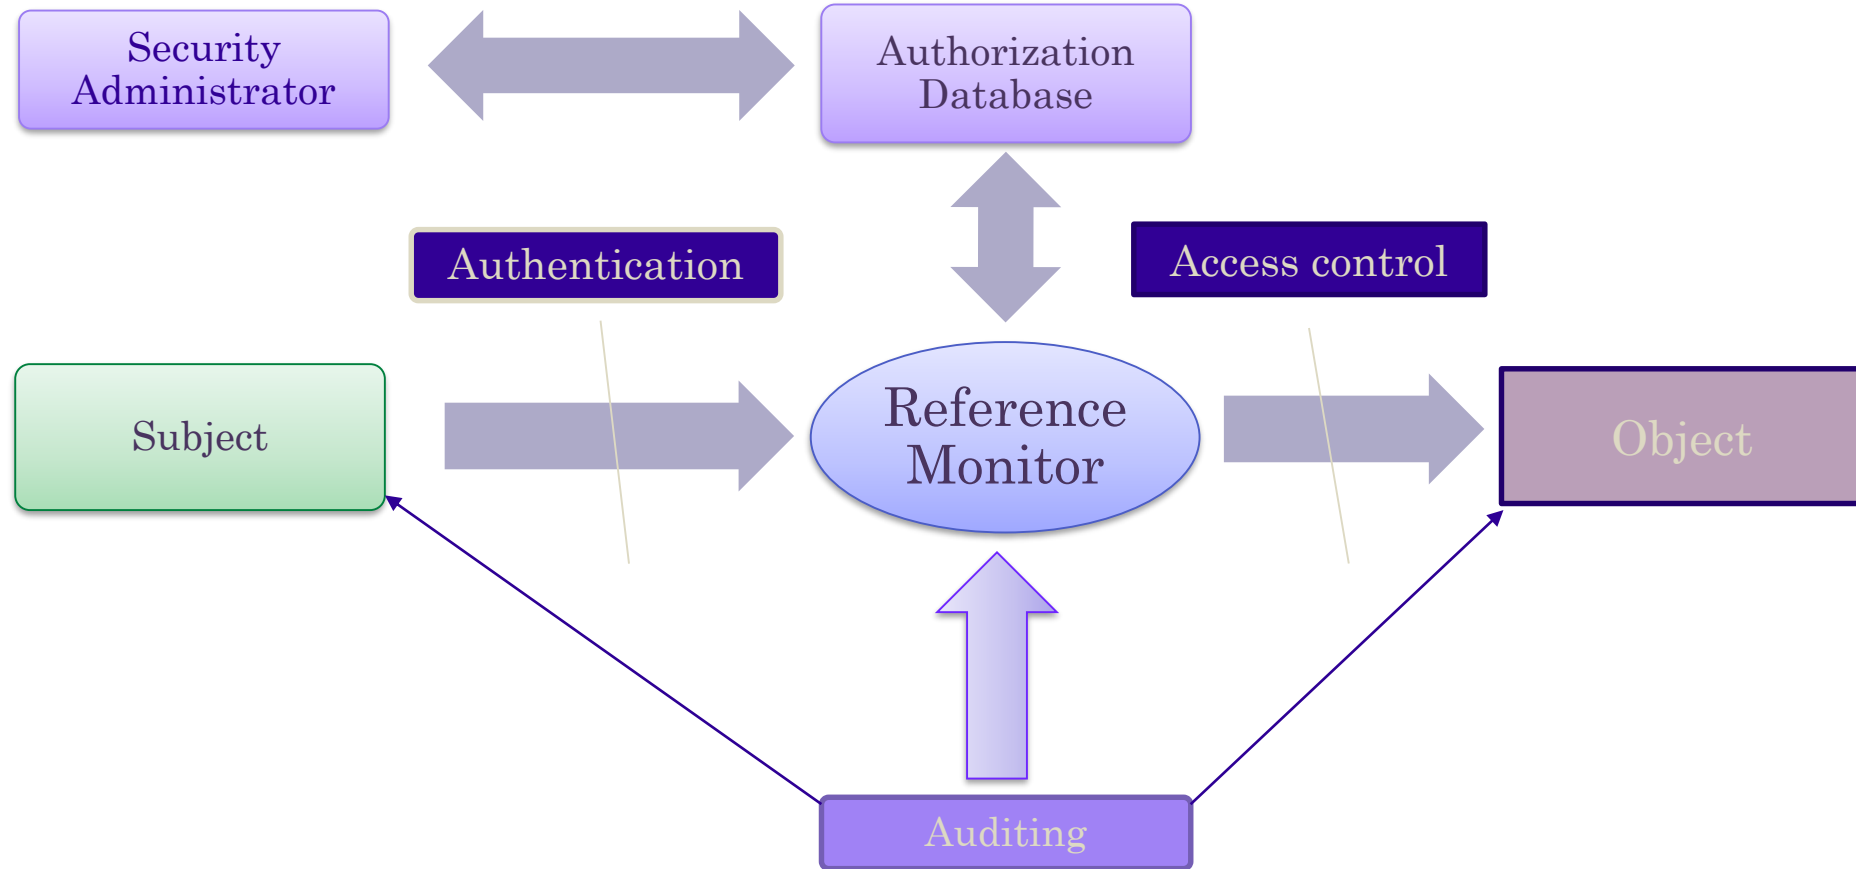 Security
Administrator
Authorization
Database
Authentication
Access control
Subject
Reference
Monitor
Object
Auditing